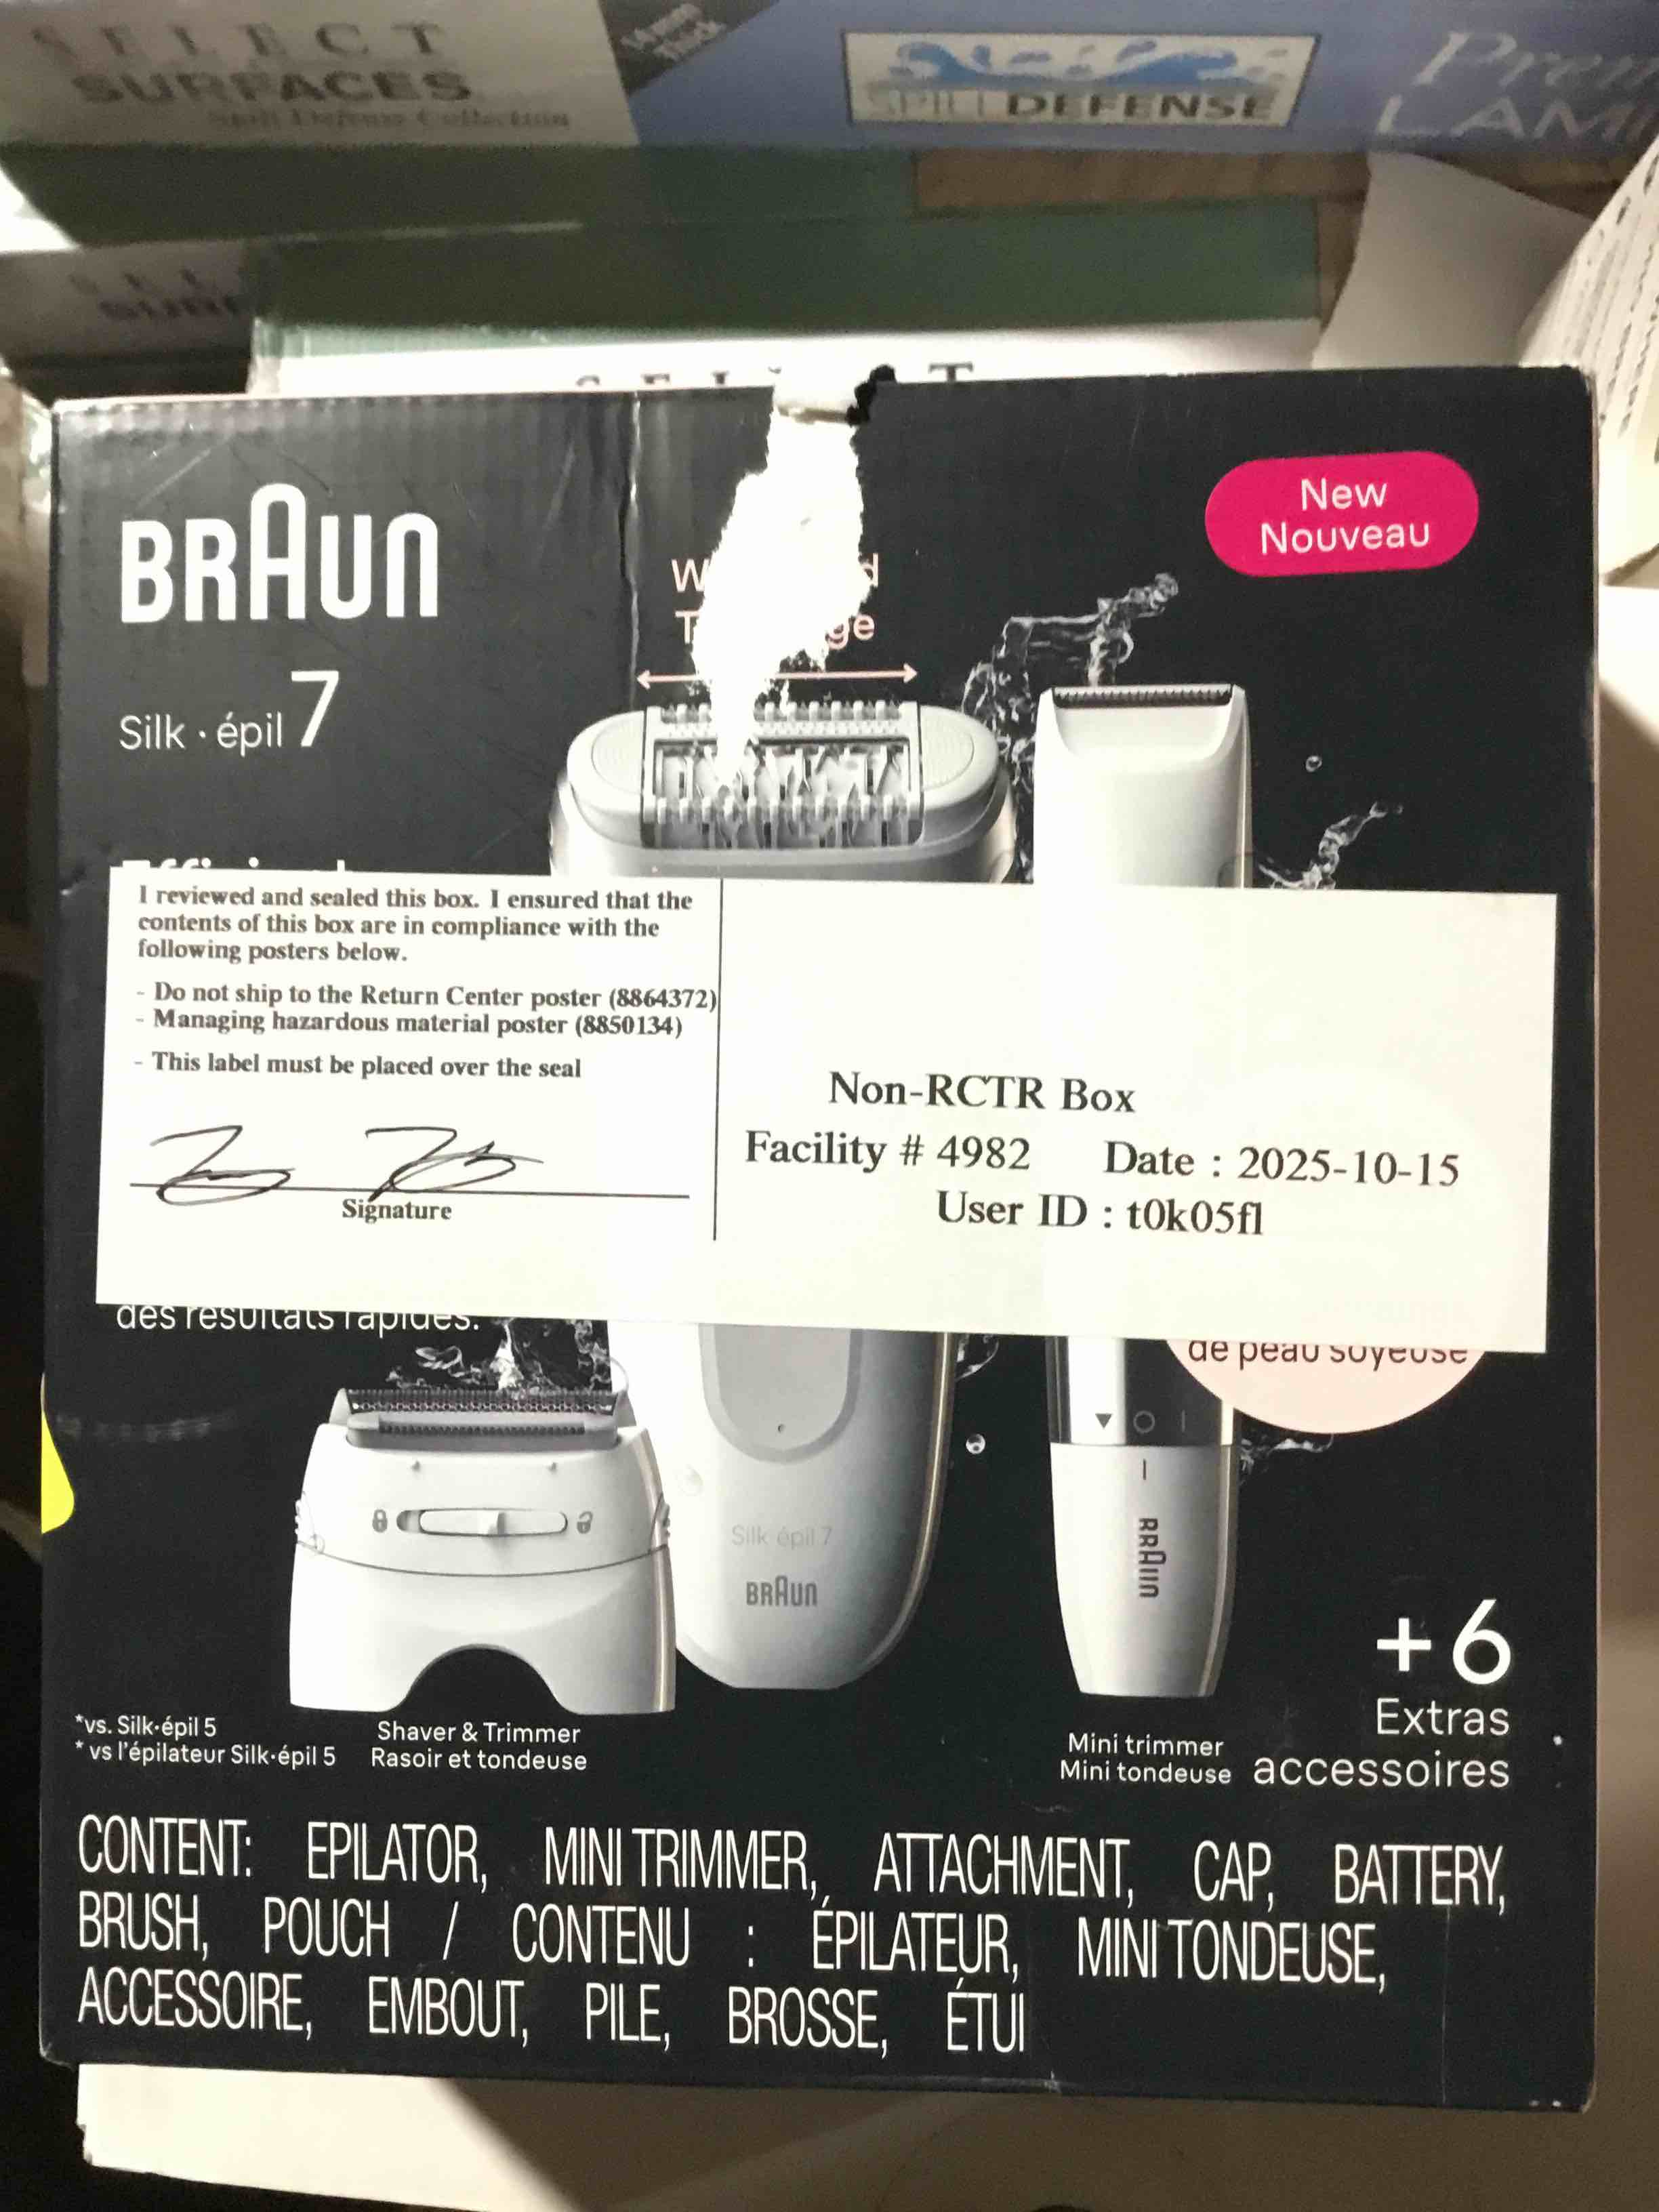 SELECT
SURFACES
Spill Defense Collection
SPILL DEFENSE
BRAUN
Silk·épil 7
New
Nouveau
I reviewed and sealed this box. I ensured that the
contents of this box are in compliance with the
following posters below.
- Do not ship to the Return Center poster (8864372)
- Managing hazardous material poster (8850134)
- This label must be placed over the seal
Signature
Non-RCTR Box
Facility # 4982 Date : 2025-10-15
User ID : t0k05fl
des résultats rapides.
de peau soyeuse
Silk·épil 7
BRAUN
BRAUN
+6
Extras
accessoires
*vs. Silk·épil 5
* vs l'épilateur Silk·épil 5
Shaver & Trimmer
Rasoir et tondeuse
Mini trimmer
Mini tondeuse
CONTENT: EPILATOR, MINI TRIMMER, ATTACHMENT, CAP, BATTERY,
BRUSH, POUCH / CONTENU : ÉPILATEUR, MINI TONDEUSE,
ACCESSOIRE, EMBOUT, PILE, BROSSE, ÉTUI